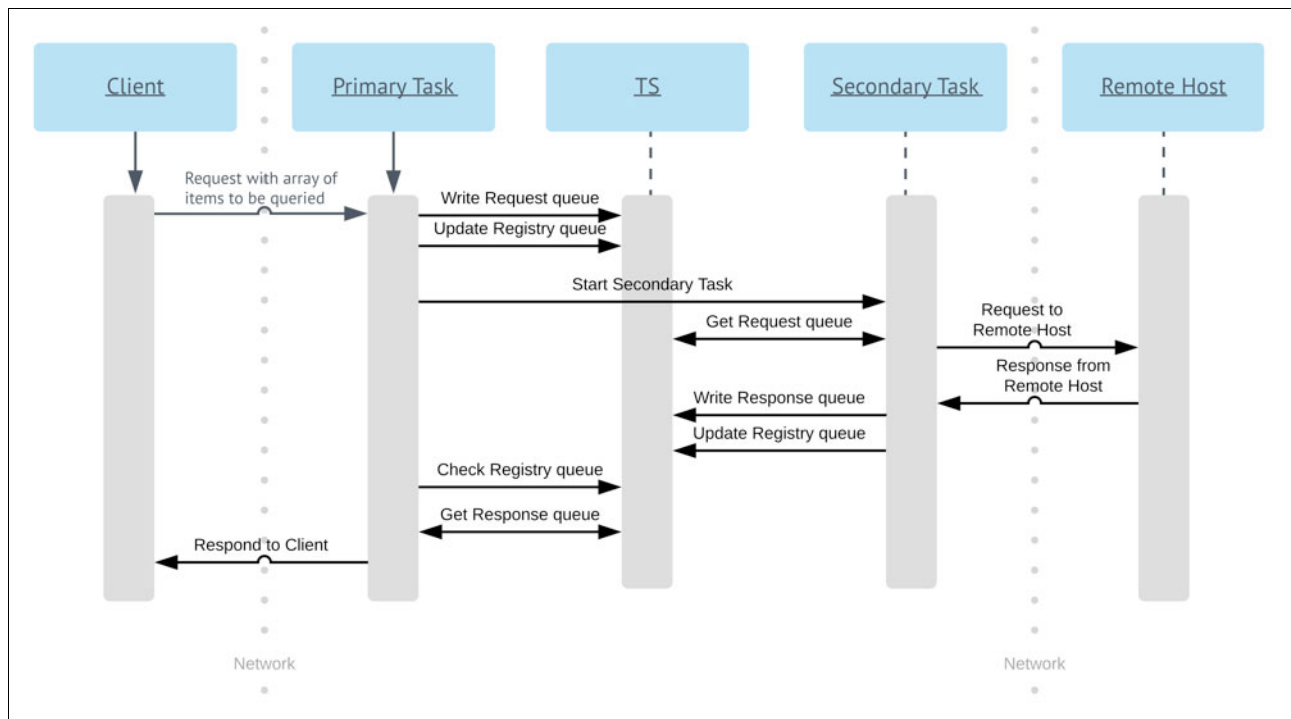 Client
Primary Task
TS
Secondary Task
Remote Host
Request with array of
items to be queried
Write Request queue
Update Registry queue
Start Secondary Task
Get Request queue
Request to
Remote Host
Response from
Remote Host
Write Response queue
Update Registry queue
Check Registry queue
Get Response queue
Respond to Client
Network
Network